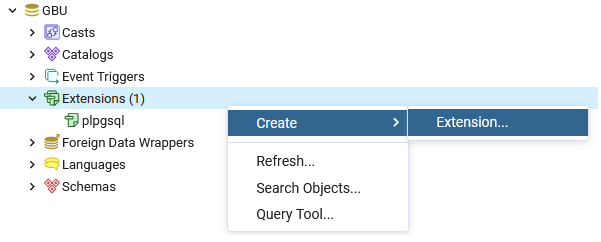 GBU
Casts
Catalogs
Event Triggers
Extensions (1)
plpgsql
Create
Extension...
Foreign Data Wrappers
Refresh...
Languages
Search Objects...
Schemas
Query Tool...